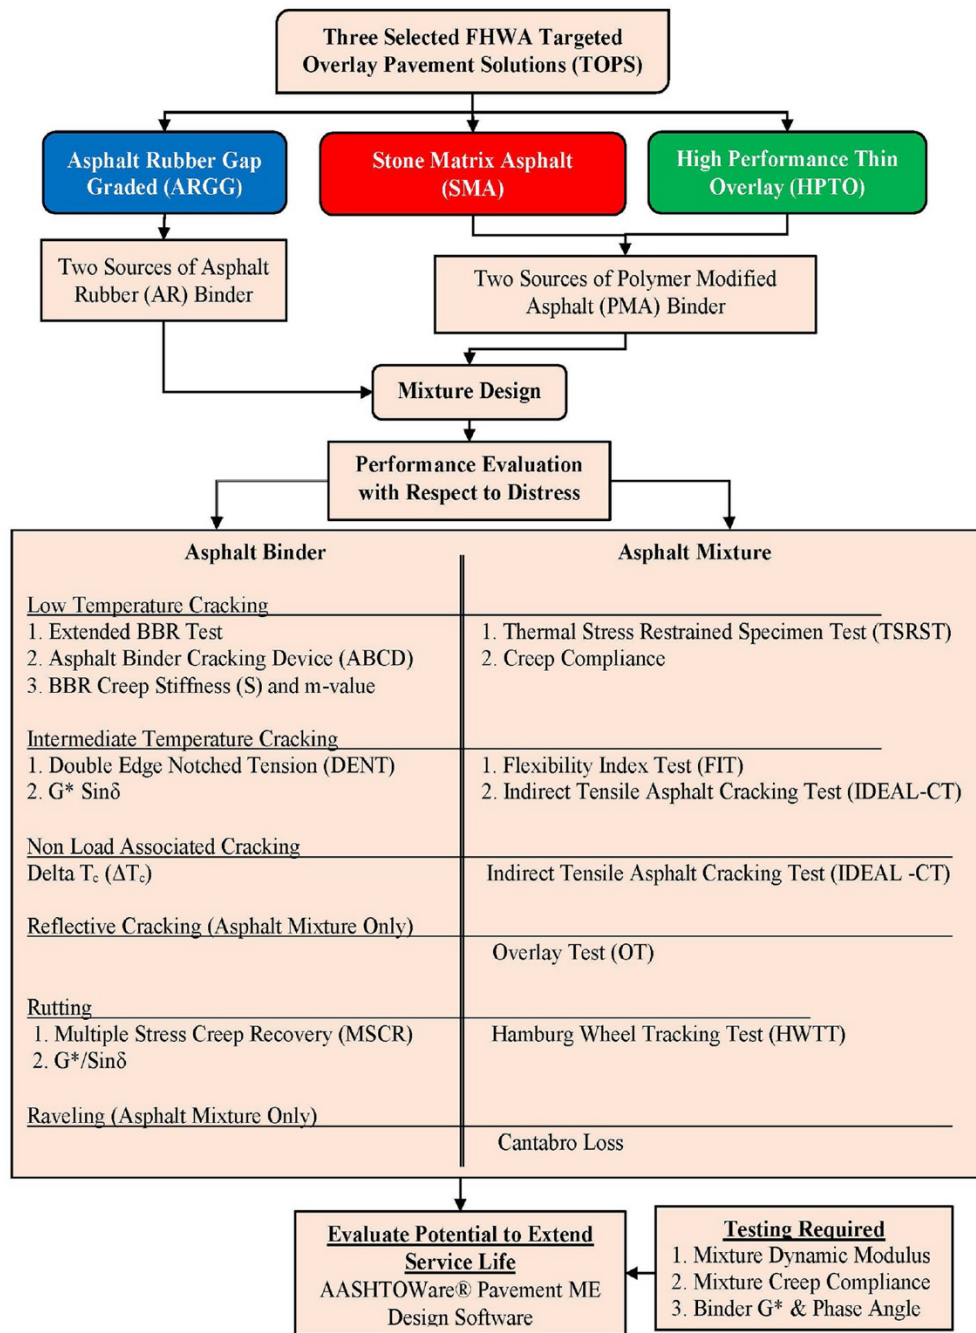 Three Selected FHWA Targeted
Overlay Pavement Solutions (TOPS)
Asphalt Rubber Gap
Graded (ARGG)
Stone Matrix Asphalt
(SMA)
High Performance Thin
Overlay (HPTO)
Two Sources of Asphalt
Rubber (AR) Binder
Two Sources of Polymer Modified
Asphalt (PMA) Binder
Mixture Design
Performance Evaluation
with Respect to Distress
Asphalt Binder
Asphalt Mixture
Low Temperature Cracking
1. Extended BBR Test
2. Asphalt Binder Cracking Device (ABCD)
3. BBR Creep Stiffness (S) and m-value
1. Thermal Stress Restrained Specimen Test (TSRST)
2. Creep Compliance
Intermediate Temperature Cracking
1. Double Edge Notched Tension (DENT)
2. G* Sinδ
1. Flexibility Index Test (FIT)
2. Indirect Tensile Asphalt Cracking Test (IDEAL-CT)
Non Load Associated Cracking
Delta Tc (ΔTc)
Indirect Tensile Asphalt Cracking Test (IDEAL -CT)
Reflective Cracking (Asphalt Mixture Only)
Overlay Test (OT)
Rutting
1. Multiple Stress Creep Recovery (MSCR)
2. G*/Sinδ
Hamburg Wheel Tracking Test (HWTT)
Raveling (Asphalt Mixture Only)
Cantabro Loss
Evaluate Potential to Extend
Service Life
AASHTOWare® Pavement ME
Design Software
Testing Required
1. Mixture Dynamic Modulus
2. Mixture Creep Compliance
3. Binder G* & Phase Angle